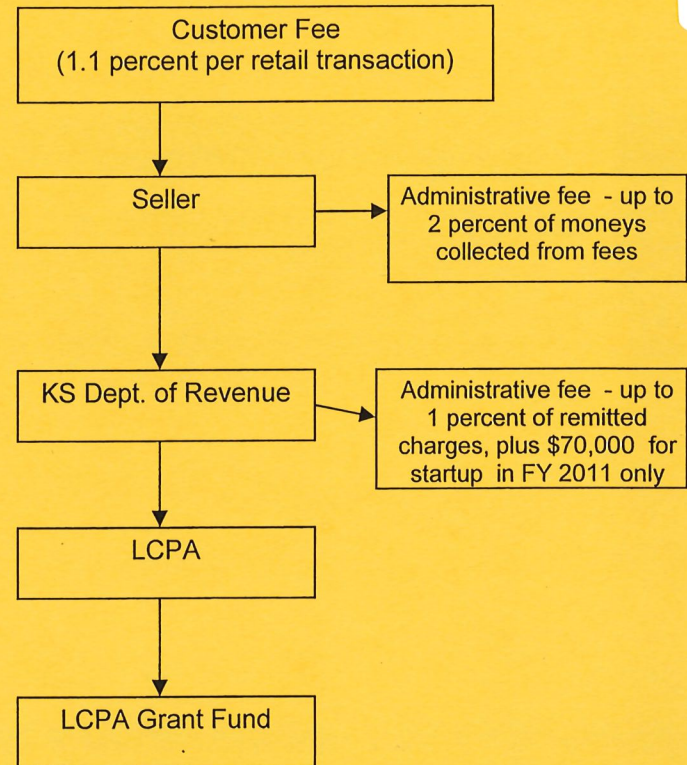 Customer Fee
(1.1 percent per retail transaction)
Seller
Administrative fee - up to
2 percent of moneys
collected from fees
KS Dept. of Revenue
Administrative fee - up to
1 percent of remitted
charges, plus $70,000 for
startup in FY 2011 only
LCPA
LCPA Grant Fund